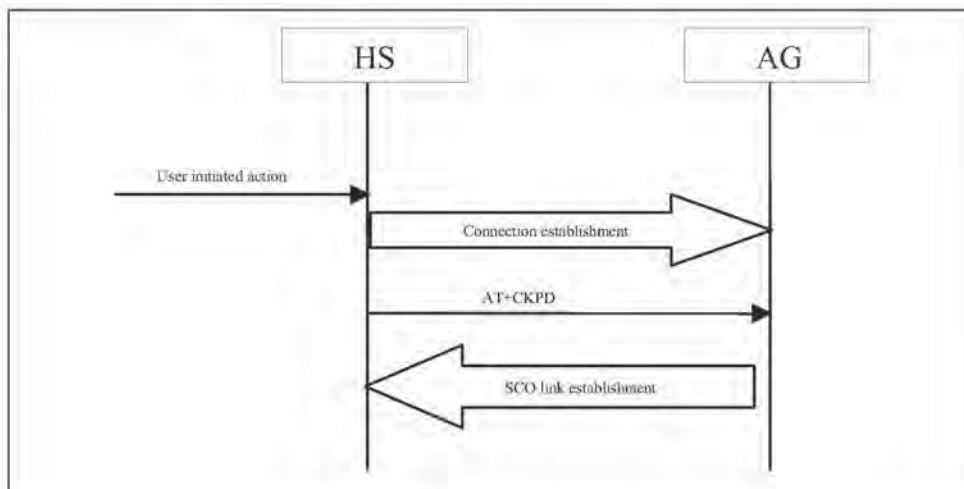 HS
AG
User initiated action
Connection establishment
AT+CKPD
SCO link establishment